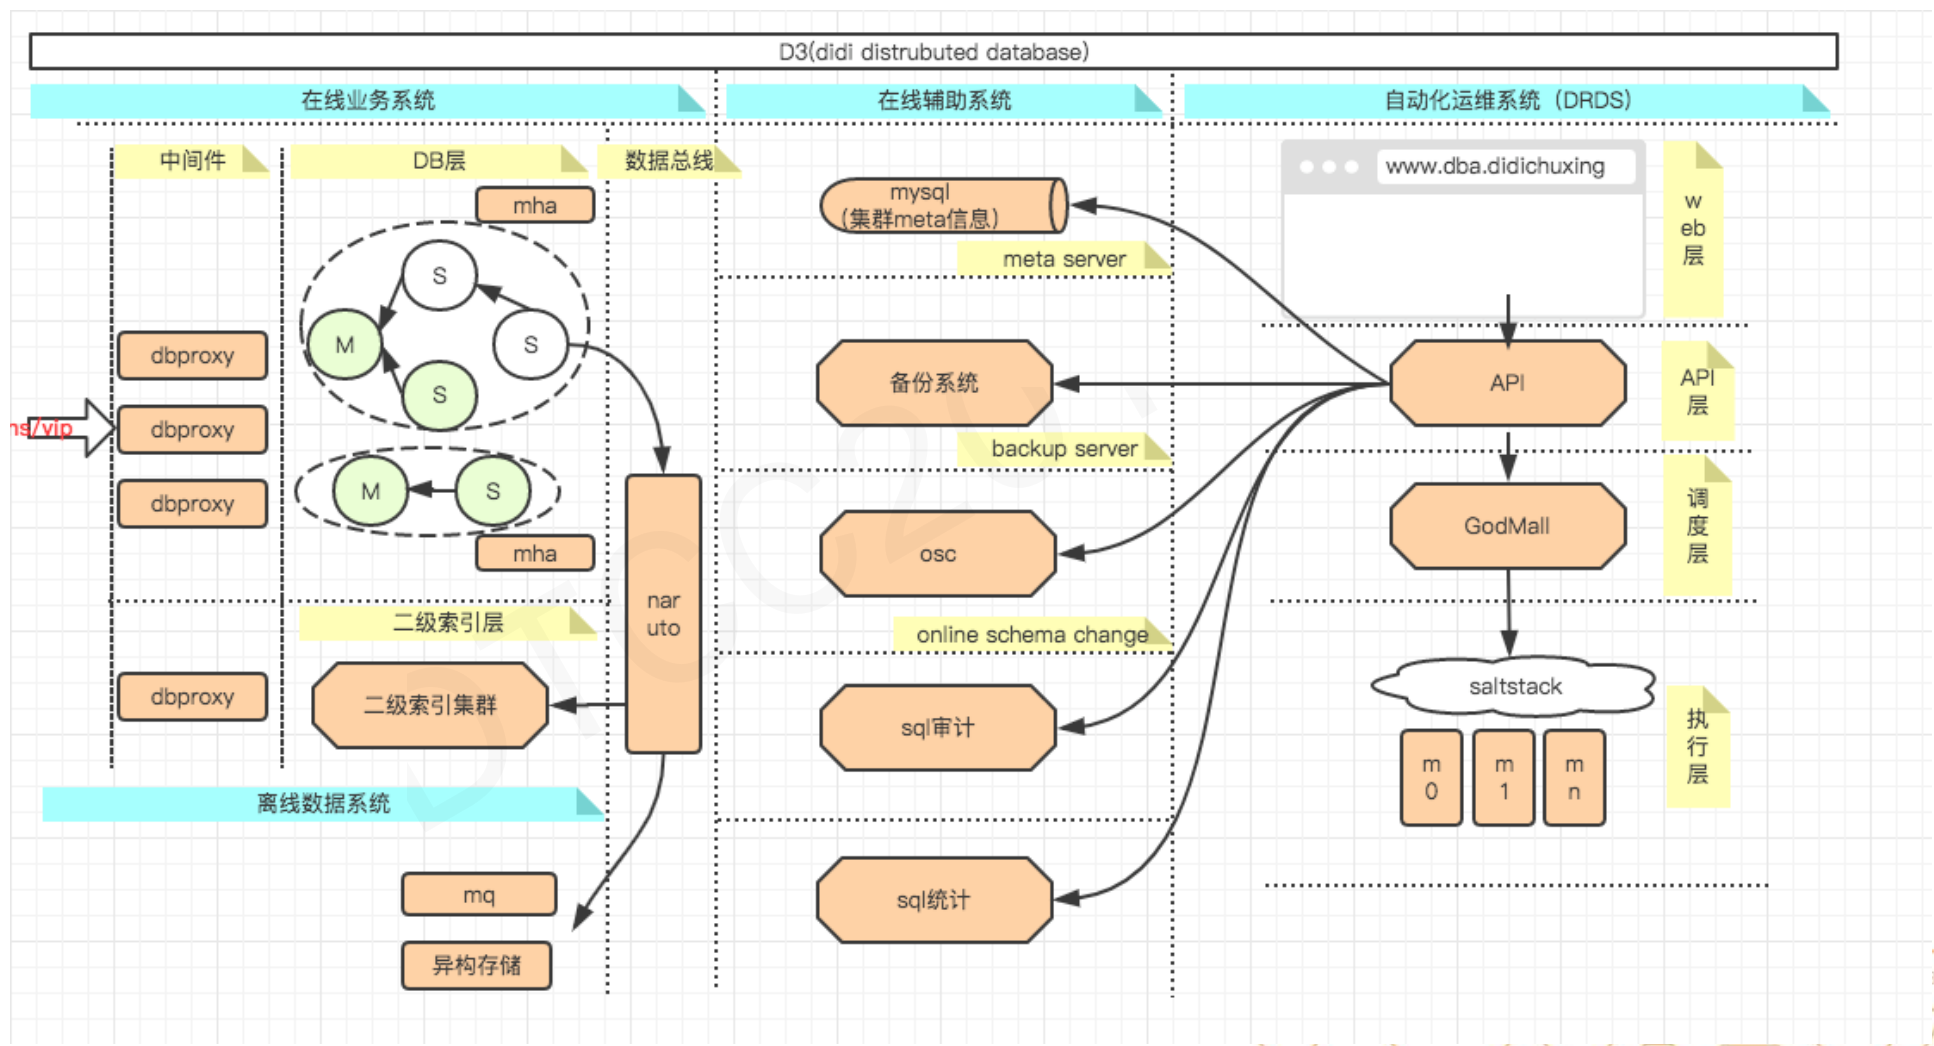 D3(didi distrubuted database)
在线业务系统
在线辅助系统
自动化运维系统（DRDS）
中间件
DB层
数据总线
mha
S
M
S
S
dbproxy
dbproxy
dbproxy
ns/vip
M
S
mha
二级索引层
dbproxy
二级索引集群
nar
uto
离线数据系统
mq
异构存储
mysql
（集群meta信息）
meta server
备份系统
backup server
osc
online schema change
sql审计
sql统计
www.dba.didichuxing
w
eb
层
API
API
层
GodMall
调
度
层
saltstack
m
0
m
1
m
n
执
行
层